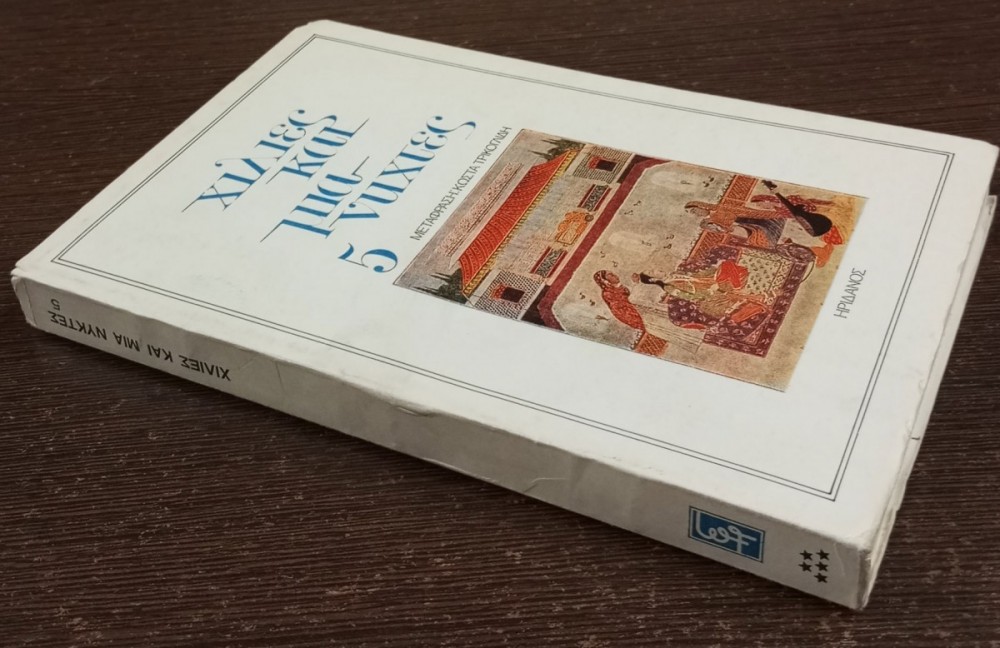 χιλιες
και
μια
νυχτες
5
ΜΕΤΑΦΡΑΣΗ: ΚΩΣΤΑ ΤΡΙΚΟΓΛΙΔΗ
ΗΡΙΔΑΝΟΣ
ΧΙΛΙΕΣ ΚΑΙ ΜΙΑ ΝΥΚΤΕΣ
5